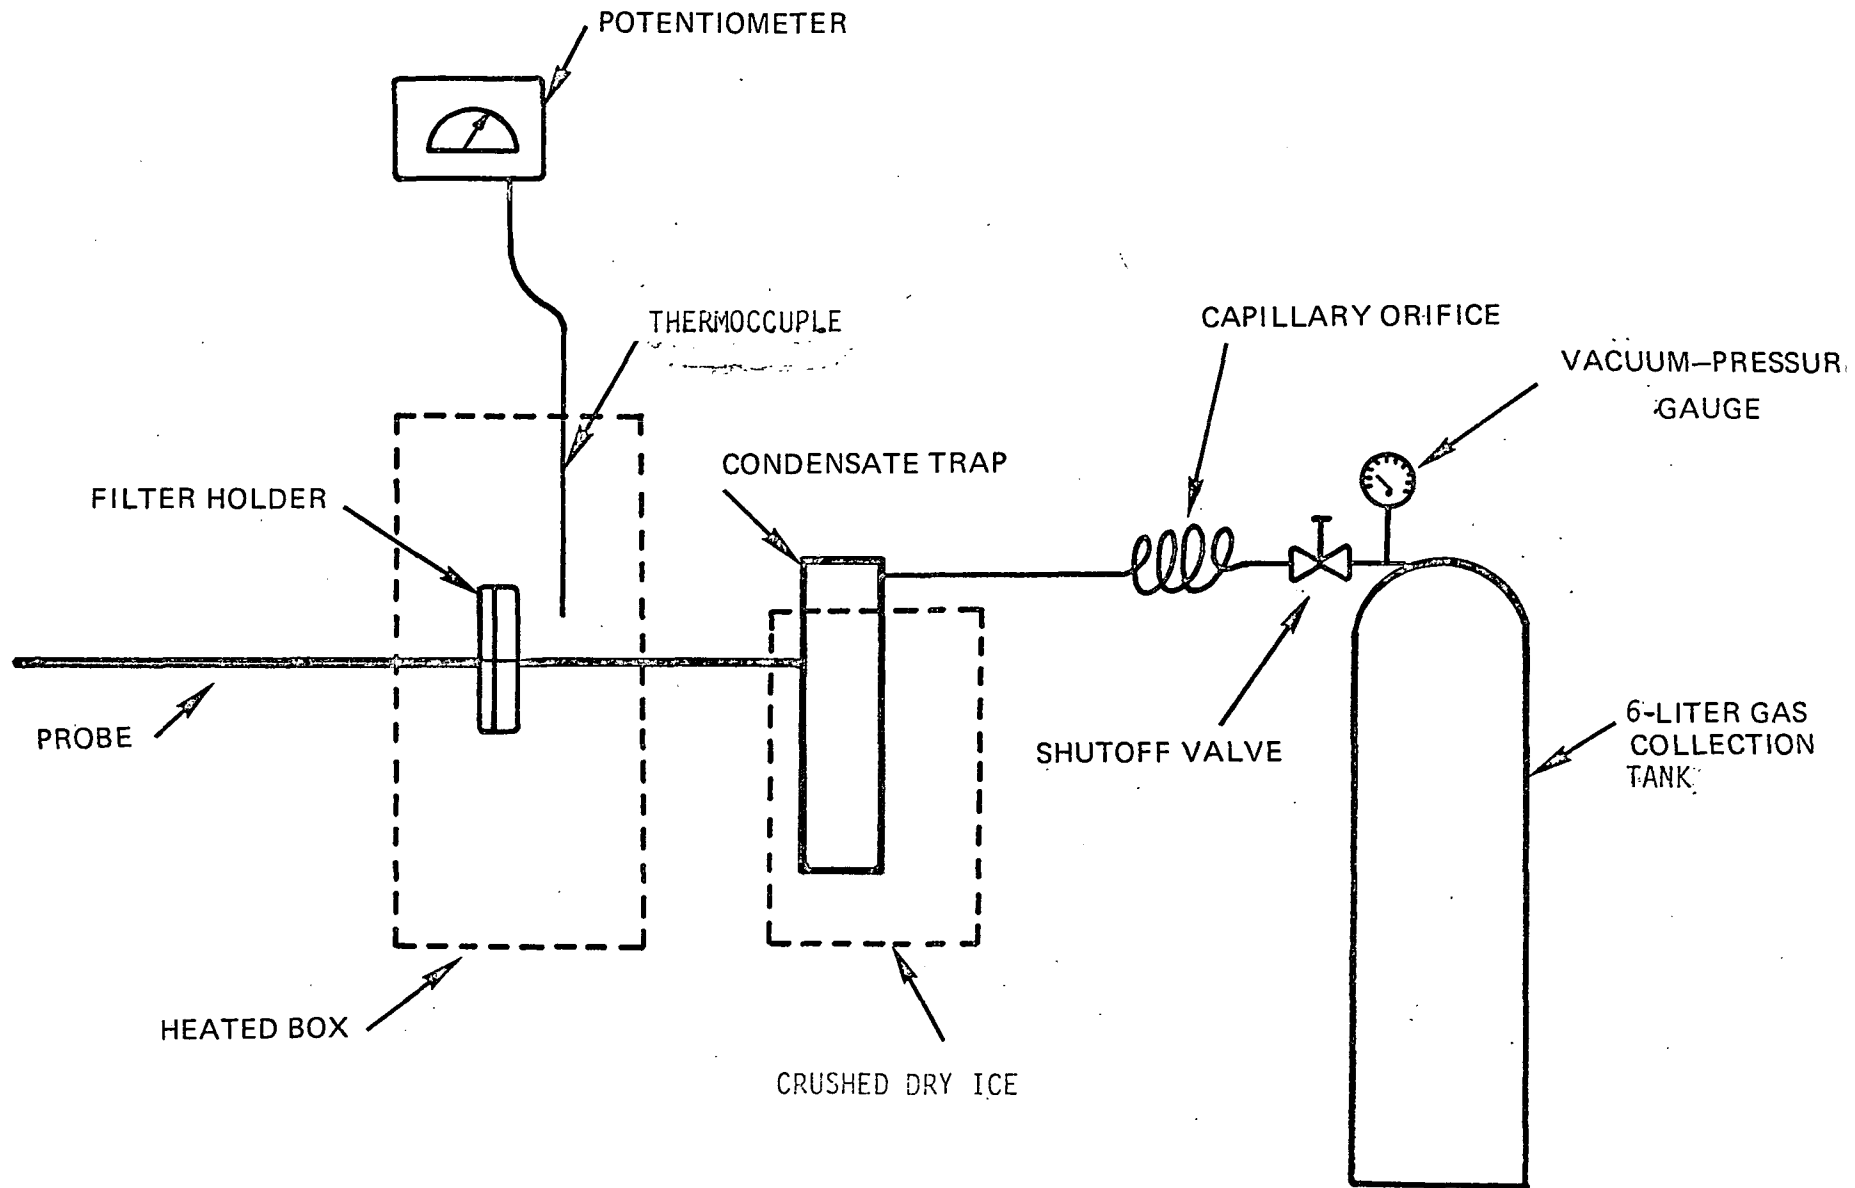 POTENTIOMETER
THERMOCCUPLE
CAPILLARY ORIFICE
VACUUM–PRESSUR
GAUGE
CONDENSATE TRAP
FILTER HOLDER
PROBE
SHUTOFF VALVE
6-LITER GAS
COLLECTION
TANK
HEATED BOX
CRUSHED DRY ICE